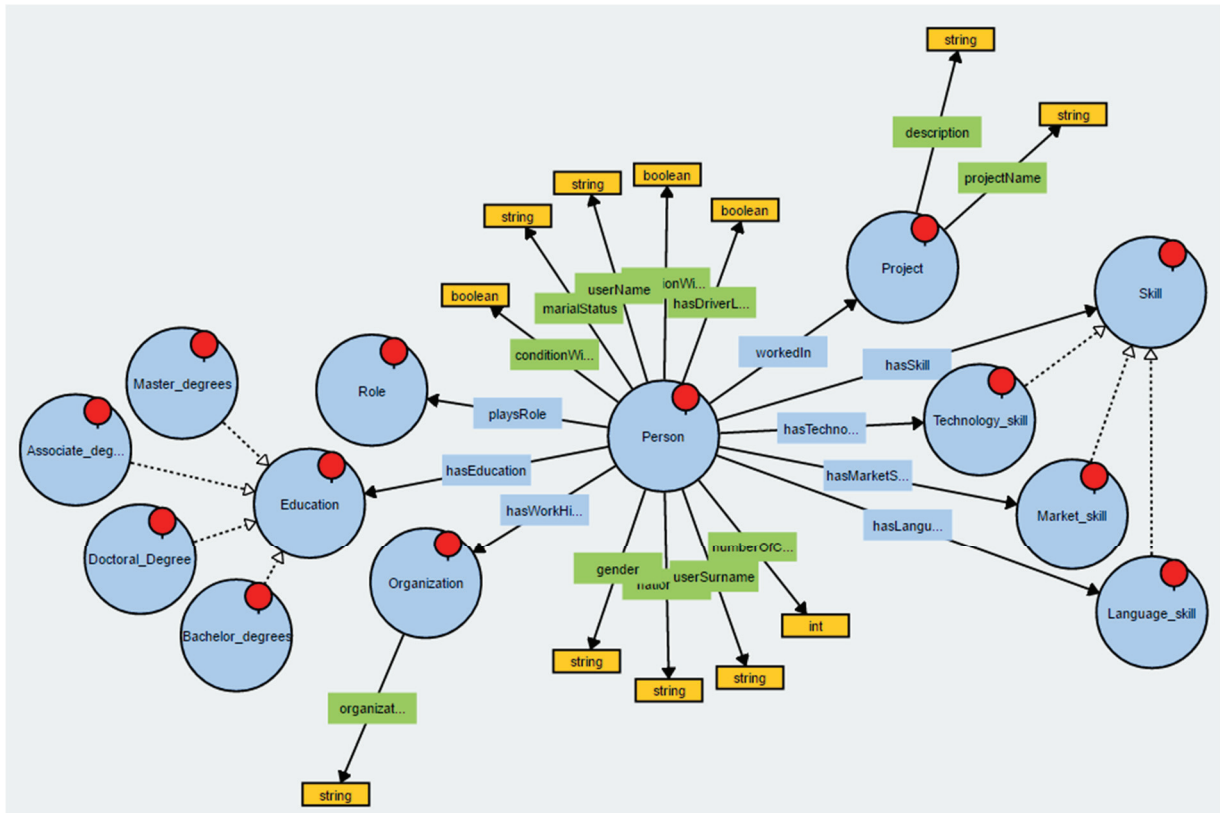 string
string
description
projectName
boolean
string
string
boolean
Project
Skill
boolean
userName
ionWi...
hasDriverL...
marialStatus
conditionWi...
workedIn
hasSkill
Master_degrees
Role
playsRole
Person
hasTechno...
Technology_skill
Associate_deg...
hasEducation
hasMarketS...
Education
hasWorkHi...
hasLangu...
Market_skill
Doctoral_Degree
numberOfC...
Organization
gender
userSurname
Language_skill
Bachelor_degrees
int
string
string
string
organizat...
string